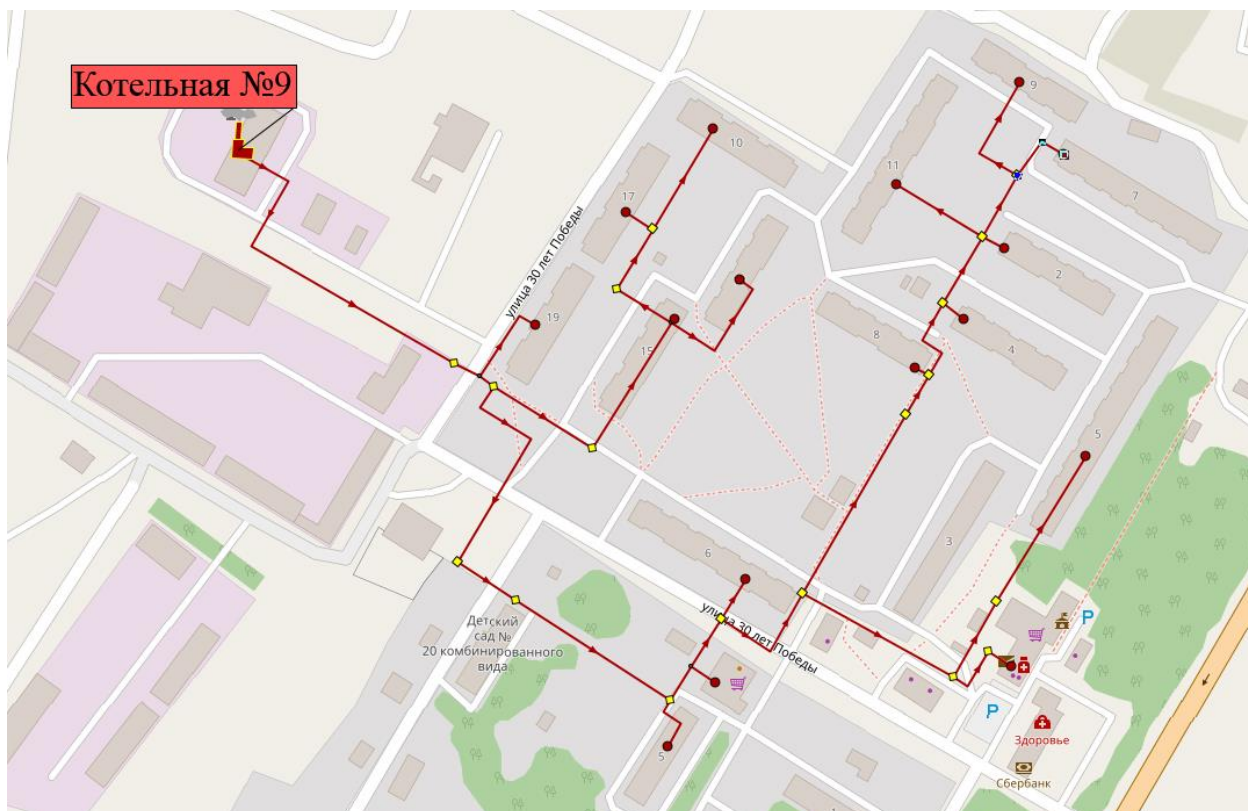 Котельная №9
9
10
11
7
17
улица 30 лет Победы
2
19
15
8
4
5
6
3
улица 30 лет Победы
Детский
сад №
20 комбинированного
вида
P
P
5
Здоровье
Сбербанк